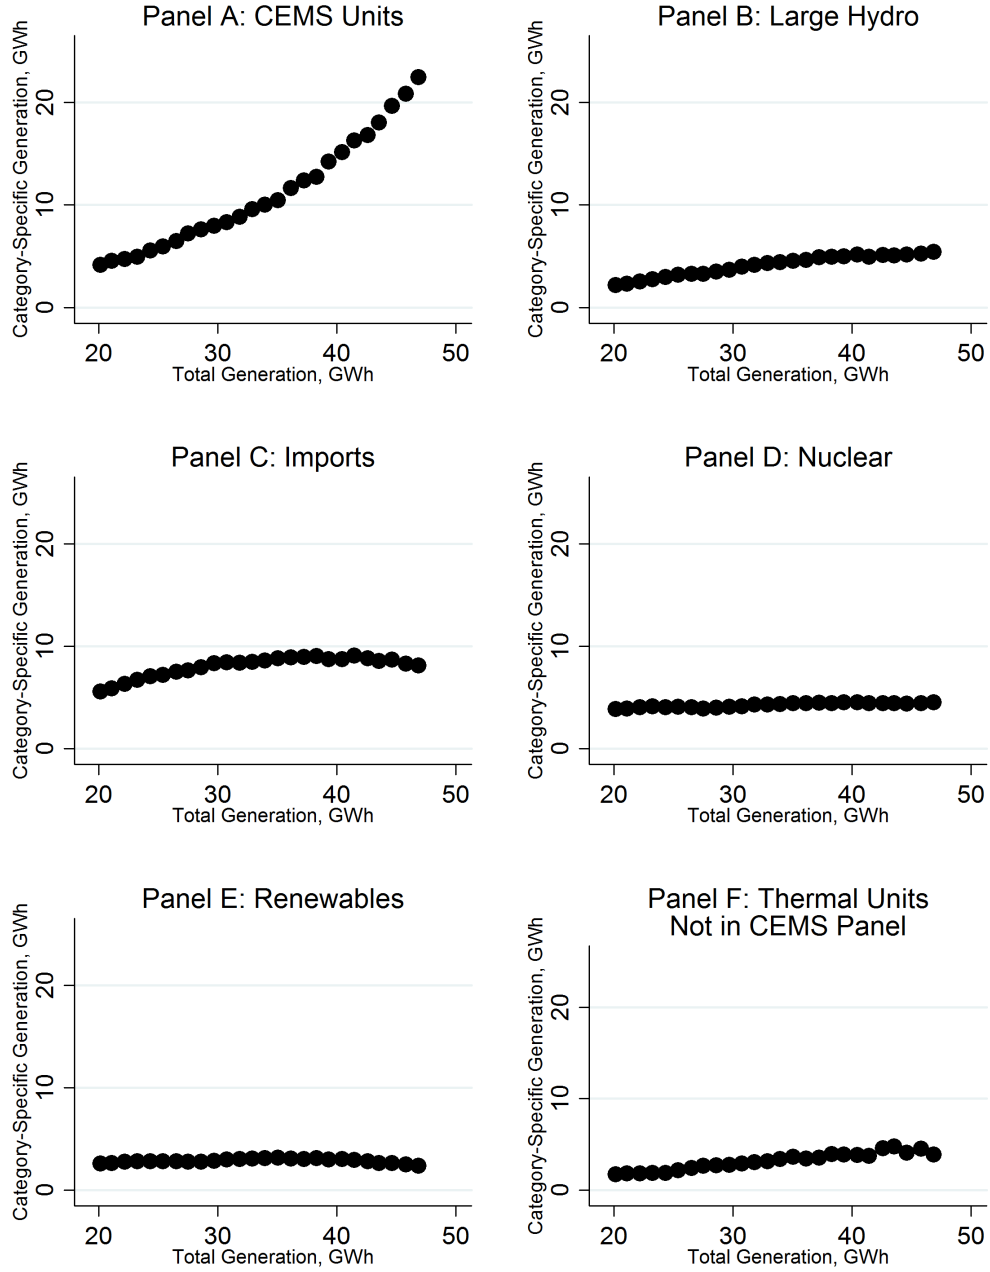 Panel A: CEMS Units
Category-Specific Generation, GWh
20
10
0
20 30 40 50
Total Generation, GWh
Panel B: Large Hydro
Category-Specific Generation, GWh
20
10
0
20 30 40 50
Total Generation, GWh
Panel C: Imports
Category-Specific Generation, GWh
20
10
0
20 30 40 50
Total Generation, GWh
Panel D: Nuclear
Category-Specific Generation, GWh
20
10
0
20 30 40 50
Total Generation, GWh
Panel E: Renewables
Category-Specific Generation, GWh
20
10
0
20 30 40 50
Total Generation, GWh
Panel F: Thermal Units
Not in CEMS Panel
Category-Specific Generation, GWh
20
10
0
20 30 40 50
Total Generation, GWh